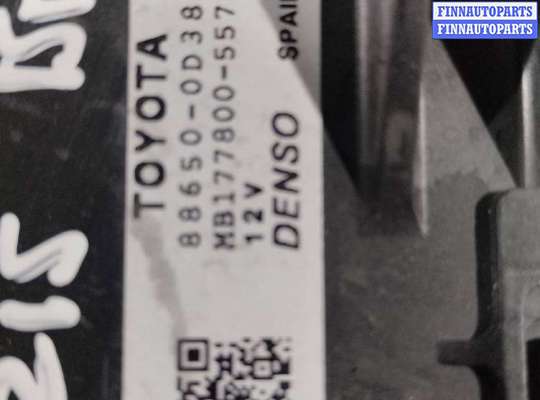 FINNAUTOPARTS
FINNAUTOPARTS
TOYOTA
88650-0D38
MB177800-557
12V
DENSO
SPAI